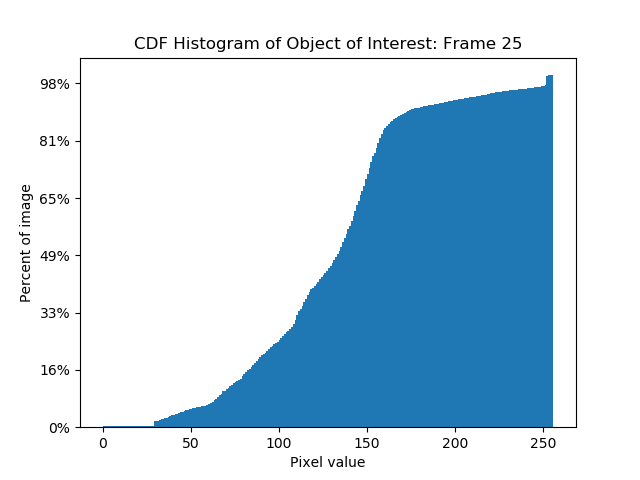 CDF Histogram of Object of Interest: Frame 25
98%
81%
65%
49%
33%
16%
0%
Percent of image
0 50 100 150 200 250
Pixel value